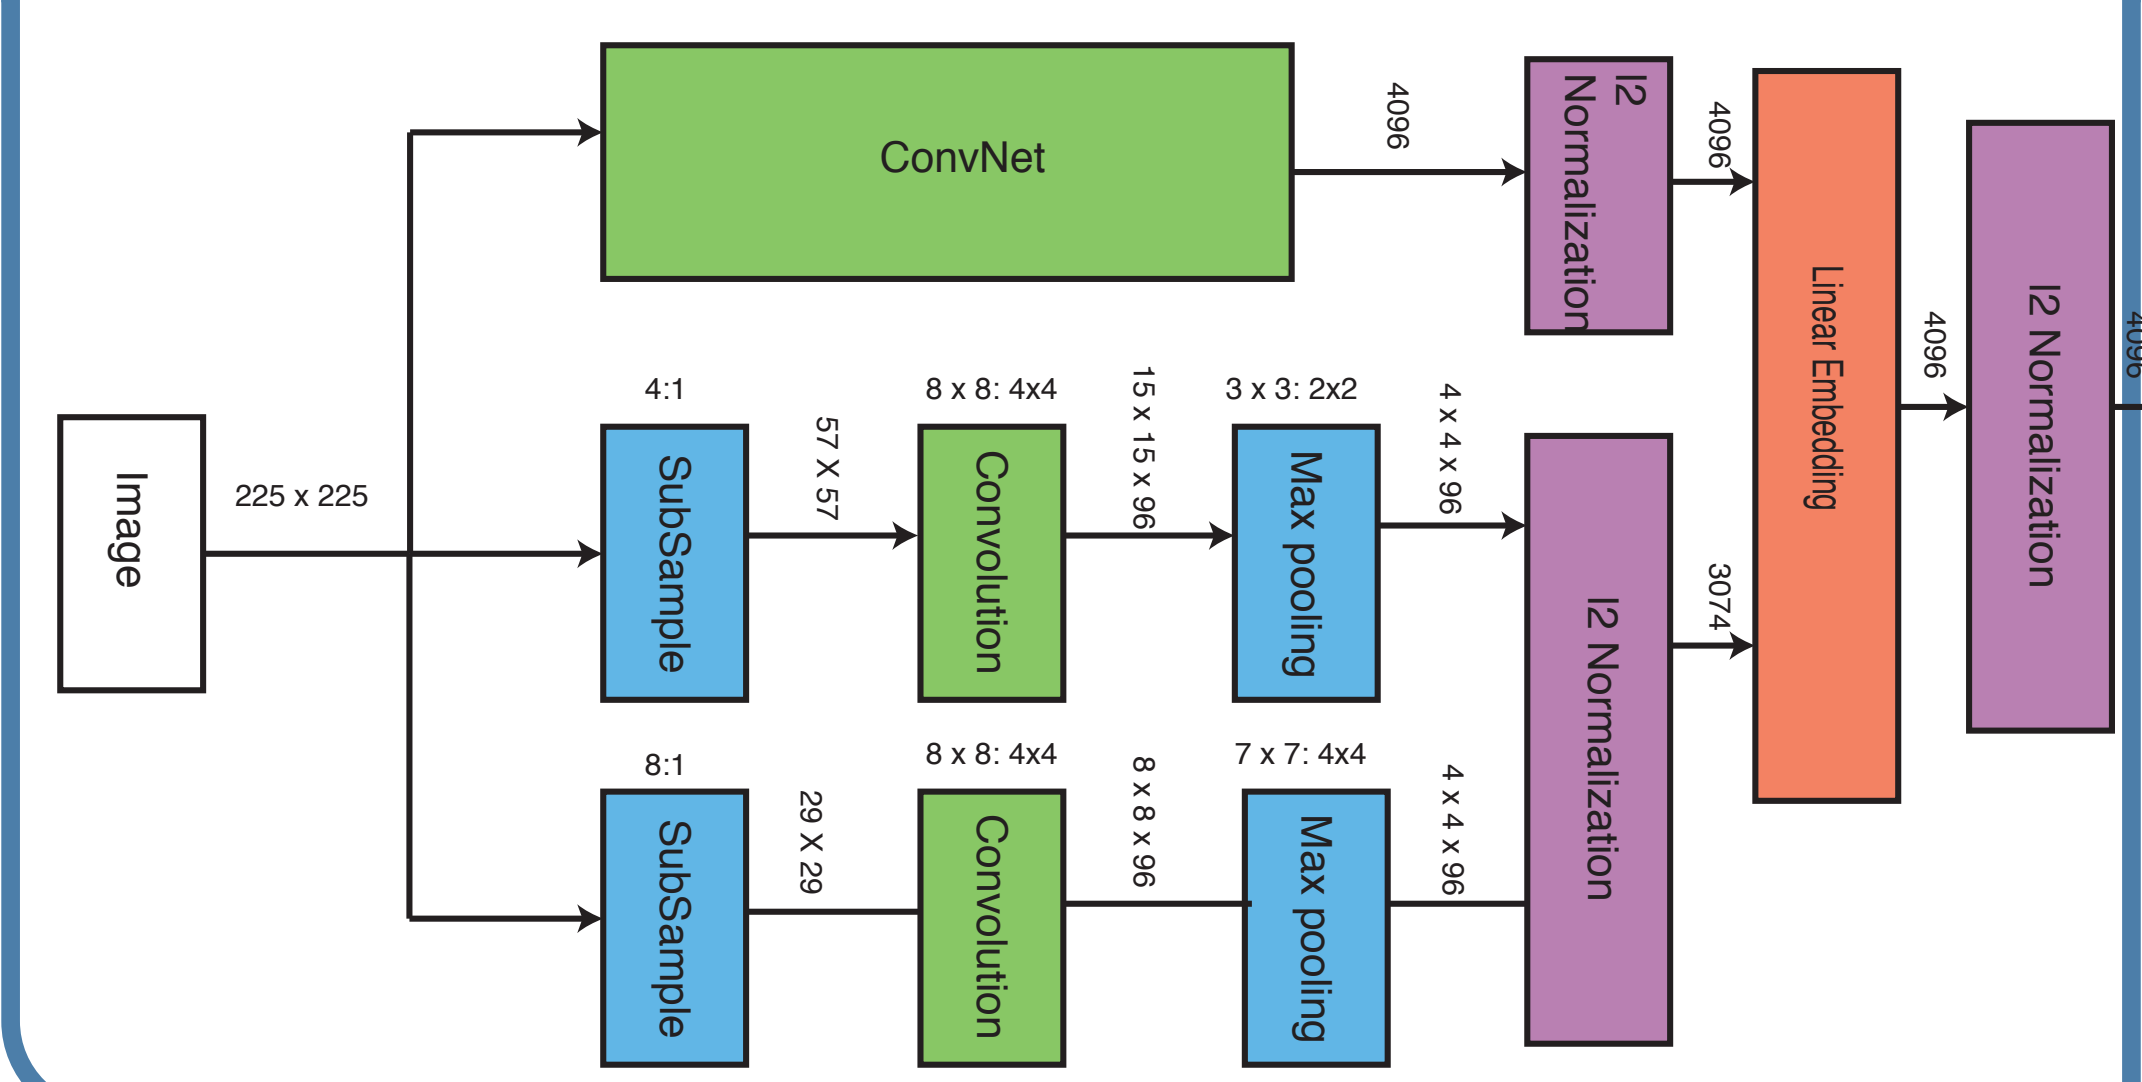 Image
225 x 225
ConvNet
4096
l2
Normalization
4096
4:1
SubSample
57 X 57
8 x 8: 4x4
Convolution
15 x 15 x 96
3 x 3: 2x2
Max pooling
4 x 4 x 96
8:1
SubSample
29 X 29
8 x 8: 4x4
Convolution
8 x 8 x 96
7 x 7: 4x4
Max pooling
4 x 4 x 96
l2 Normalization
3074
Linear Embedding
4096
l2 Normalization
4096